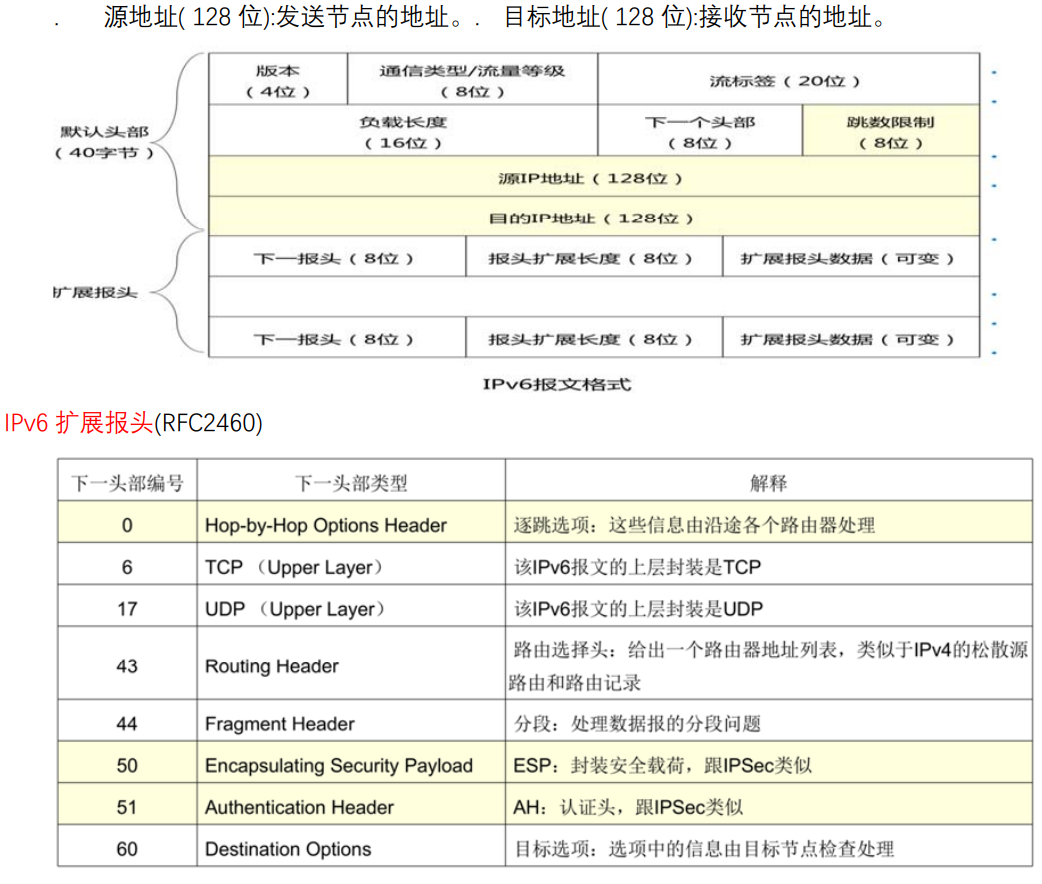 . 源地址( 128 位):发送节点的地址。. 目标地址( 128 位):接收节点的地址。
版本 通信类型/流量等级 流标签（20位）
（4位） （8位）
默认头部
（40字节）
负载长度 下一个头部 跳数限制
（16位） （8位） （8位）
源IP地址（128位）
目的IP地址（128位）
下一报头（8位） 报头扩展长度（8位） 扩展报头数据（可变）
扩展报头
下一报头（8位） 报头扩展长度（8位） 扩展报头数据（可变）
IPv6报文格式
IPv6 扩展报头(RFC2460)
下一头部编号 下一头部类型 解释
0 Hop-by-Hop Options Header 逐跳选项：这些信息由沿途各个路由器处理
6 TCP （Upper Layer） 该IPv6报文的上层封装是TCP
17 UDP （Upper Layer） 该IPv6报文的上层封装是UDP
43 Routing Header 路由选择头：给出一个路由器地址列表，类似于IPv4的松散源
路由和路由记录
44 Fragment Header 分段：处理数据报的分段问题
50 Encapsulating Security Payload ESP：封装安全载荷，跟IPSec类似
51 Authentication Header AH：认证头，跟IPSec类似
60 Destination Options 目标选项：选项中的信息由目标节点检查处理